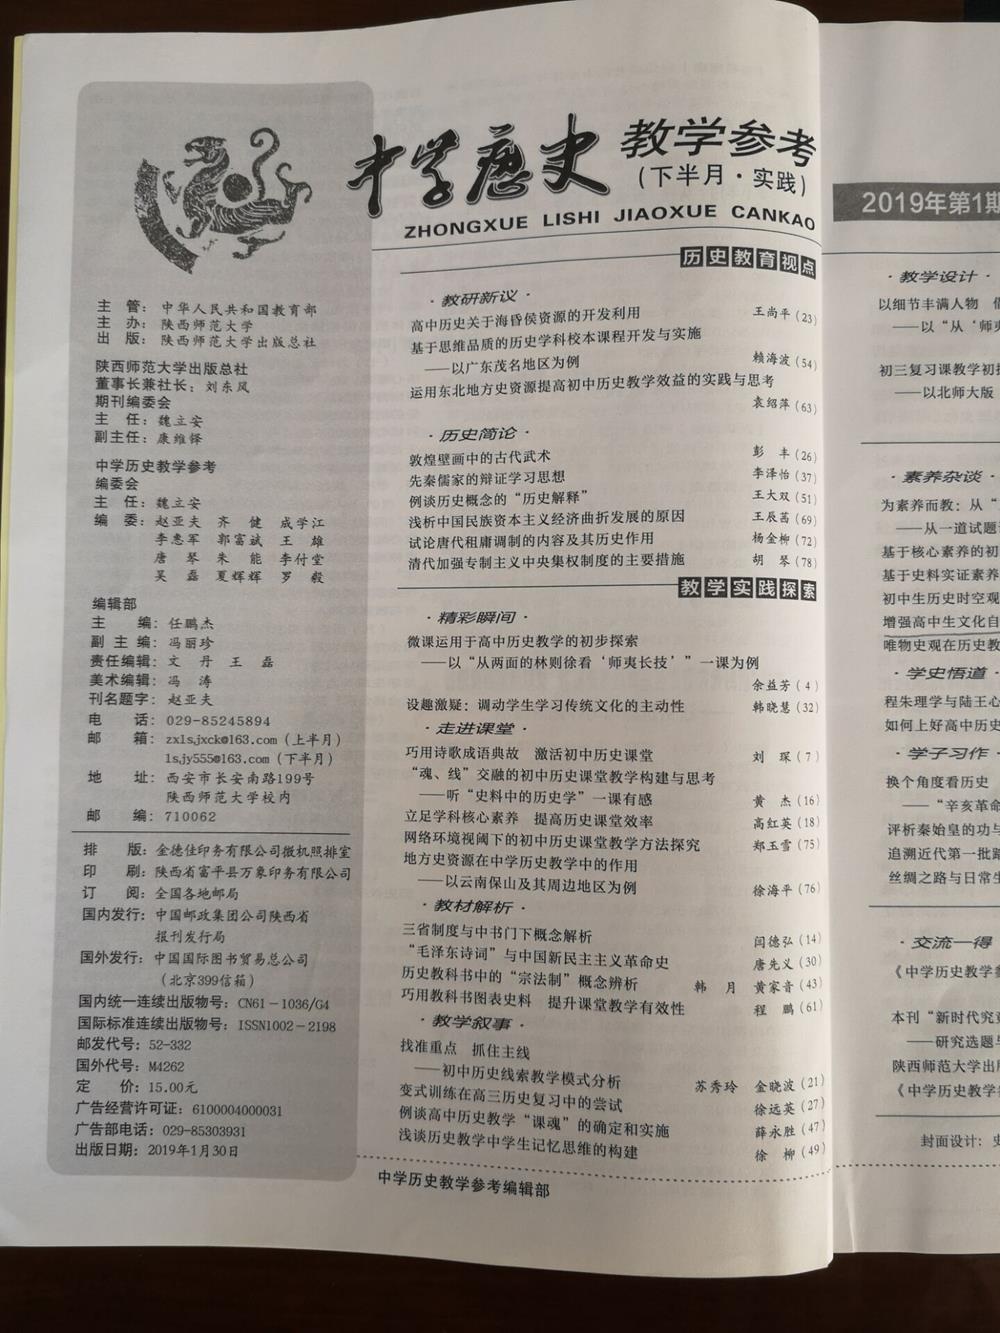 中学历史 教学参考
(下半月·实践)
ZHONGXUE LISHI JIAOXUE CANKAO
主管：中华人民共和国教育部
主办：陕西师范大学
出版：陕西师范大学出版总社
陕西师范大学出版总社
董事长兼社长：刘东风
期刊编委会
主 任：魏立安
副主任：康维铎
中学历史教学参考
编委会
主 任：魏立安
编 委：赵亚夫 齐 健 成学江
李惠军 郭富斌 王 雄
唐 琴 朱 能 李付堂
吴 磊 夏辉辉 罗 毅
编辑部
主 编：任鹏杰
副 主 编：冯丽珍
责任编辑：文 丹 王 磊
美术编辑：冯 涛
刊名题字：赵亚夫
电 话：029-85245894
邮 箱：zxlsjxck@163.com（上半月）
lsjy555@163.com（下半月）
地 址：西安市长安南路199号
陕西师范大学校内
邮 编：710062
排 版：金德佳印务有限公司微机照排室
印 刷：陕西省富平县万象印务有限公司
订 阅：全国各地邮局
国内发行：中国邮政集团公司陕西省
报刊发行局
国外发行：中国国际图书贸易总公司
（北京399信箱）
国内统一连续出版物号：CN61－1036/G4
国际标准连续出版物号：ISSN1002－2198
邮发代号：52-332
国外代号：M4262
定 价：15.00元
广告经营许可证：6100004000031
广告部电话：029-85303931
出版日期：2019年1月30日
历史教育视点
·教研新议·
高中历史关于海昏侯资源的开发利用 王尚平（23）
基于思维品质的历史学科校本课程开发与实施
——以广东茂名地区为例 赖海波（54）
运用东北地方史资源提高初中历史教学效益的实践与思考
袁绍萍（63）
·历史简论·
敦煌壁画中的古代武术 彭 丰（26）
先秦儒家的辩证学习思想 李泽怡（37）
例谈历史概念的“历史解释” 王大双（51）
浅析中国民族资本主义经济曲折发展的原因 王辰茜（69）
试论唐代租庸调制的内容及其历史作用 杨金柳（72）
清代加强专制主义中央集权制度的主要措施 胡 琴（78）
教学实践探索
·精彩瞬间·
微课运用于高中历史教学的初步探索
——以“从两面的林则徐看‘师夷长技’”一课为例
余益芳（4）
设趣激疑：调动学生学习传统文化的主动性 韩晓慧（32）
·走进课堂·
巧用诗歌成语典故 激活初中历史课堂 刘 琛（7）
“魂、线”交融的初中历史课堂教学构建与思考
——听“史料中的历史学”一课有感 黄 杰（16）
立足学科核心素养 提高历史课堂效率 高红英（18）
网络环境视阈下的初中历史课堂教学方法探究 郑玉雪（75）
地方史资源在中学历史教学中的作用
——以云南保山及其周边地区为例 徐海平（76）
·教材解析·
三省制度与中书门下概念解析 闫德弘（14）
“毛泽东诗词”与中国新民主主义革命史 唐先义（30）
历史教科书中的“宗法制”概念辨析 韩 月 黄家音（43）
巧用教科书图表史料 提升课堂教学有效性 程 鹏（61）
·教学叙事·
找准重点 抓住主线
——初中历史线索教学模式分析 苏秀玲 金晓波（21）
变式训练在高三历史复习中的尝试 徐远英（27）
例谈高中历史教学“课魂”的确定和实施 薛永胜（47）
浅谈历史教学中学生记忆思维的构建 徐 柳（49）
中学历史教学参考编辑部
2019年第1期
·教学设计·
以细节丰满人物
——以“从‘师夷
初三复习课教学初探
——以北师大版
·素养杂谈·
为素养而教：从“
——从一道试题
基于核心素养的初
基于史料实证素养
初中生历史时空观
增强高中生文化自
唯物史观在历史教
·学史悟道·
程朱理学与陆王心
如何上好高中历史
·学子习作·
换个角度看历史
——“辛亥革命
评析秦始皇的功与
追溯近代第一批
丝绸之路与日常生
·交流一得·
《中学历史教学参
本刊“新时代究
——研究选题与
陕西师范大学出版
《中学历史教学
封面设计：史